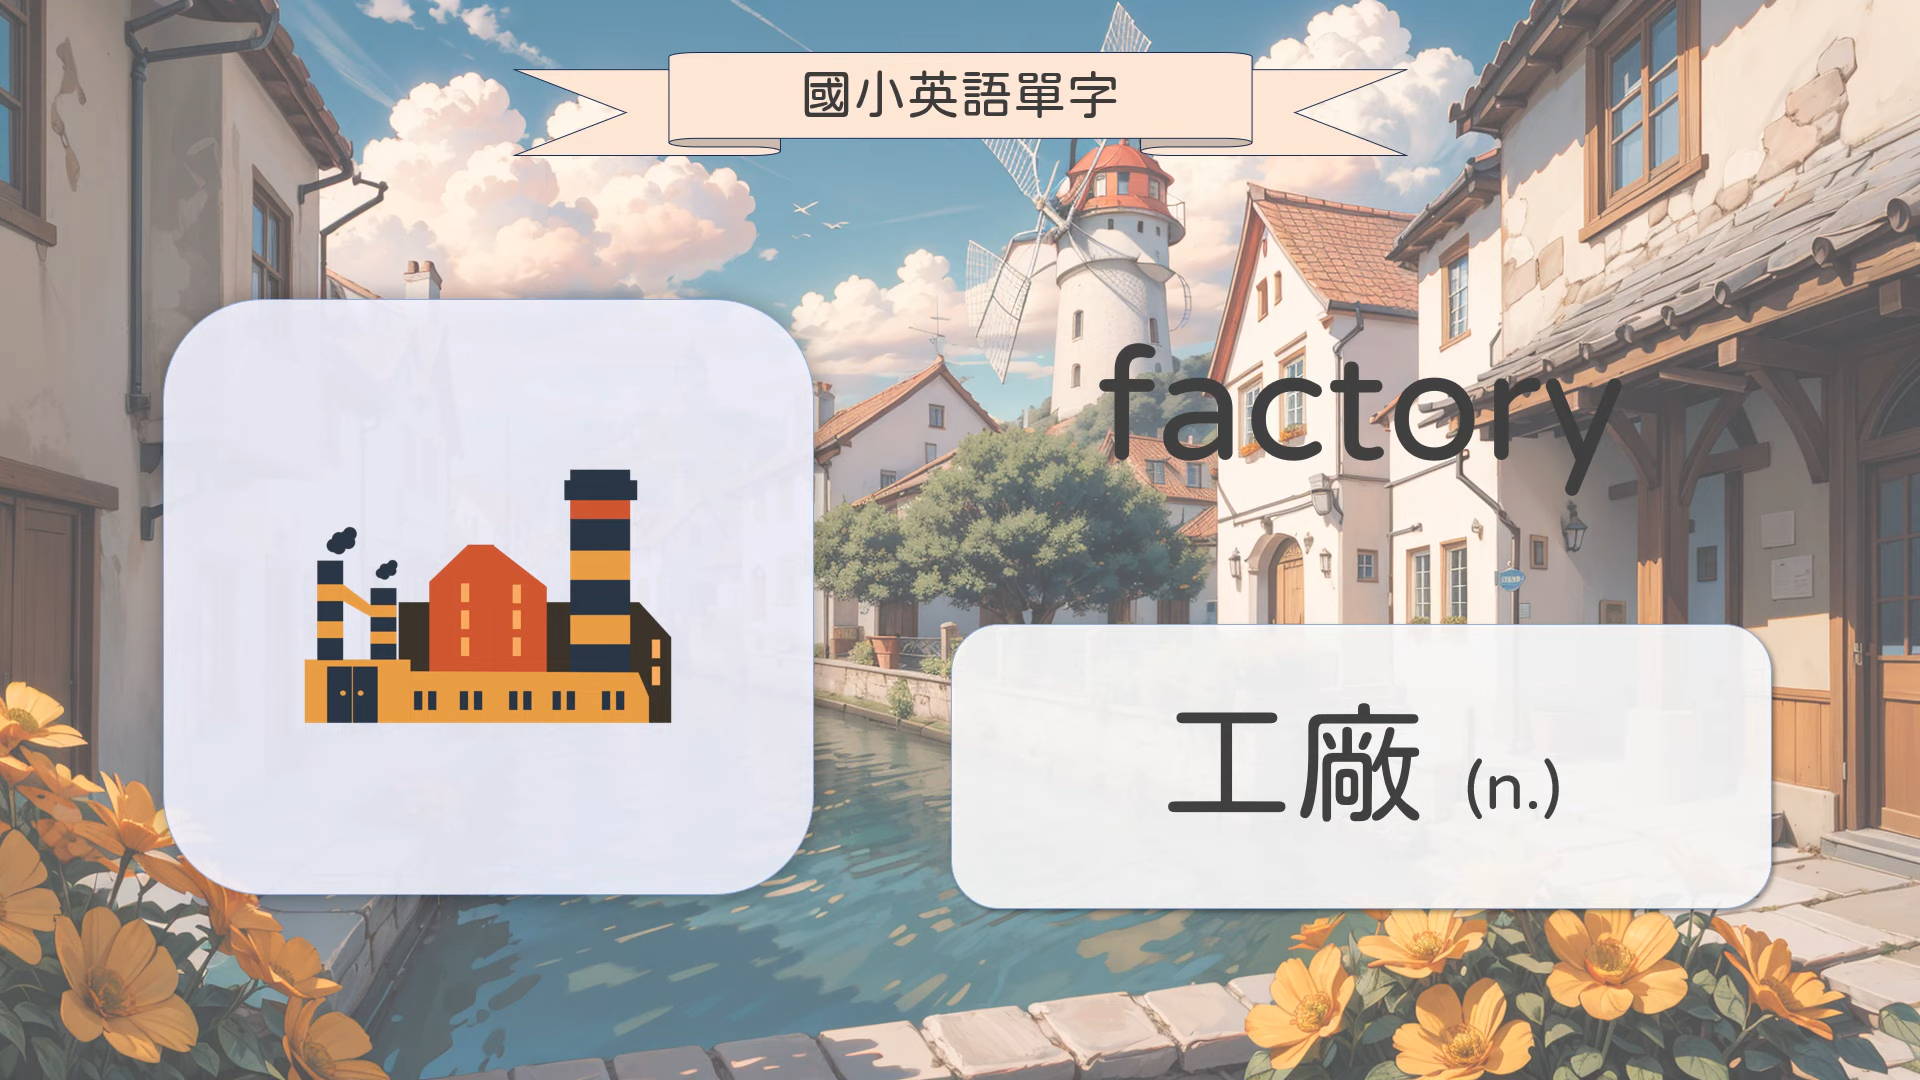 國小英語單字
factory
工廠 (n.)